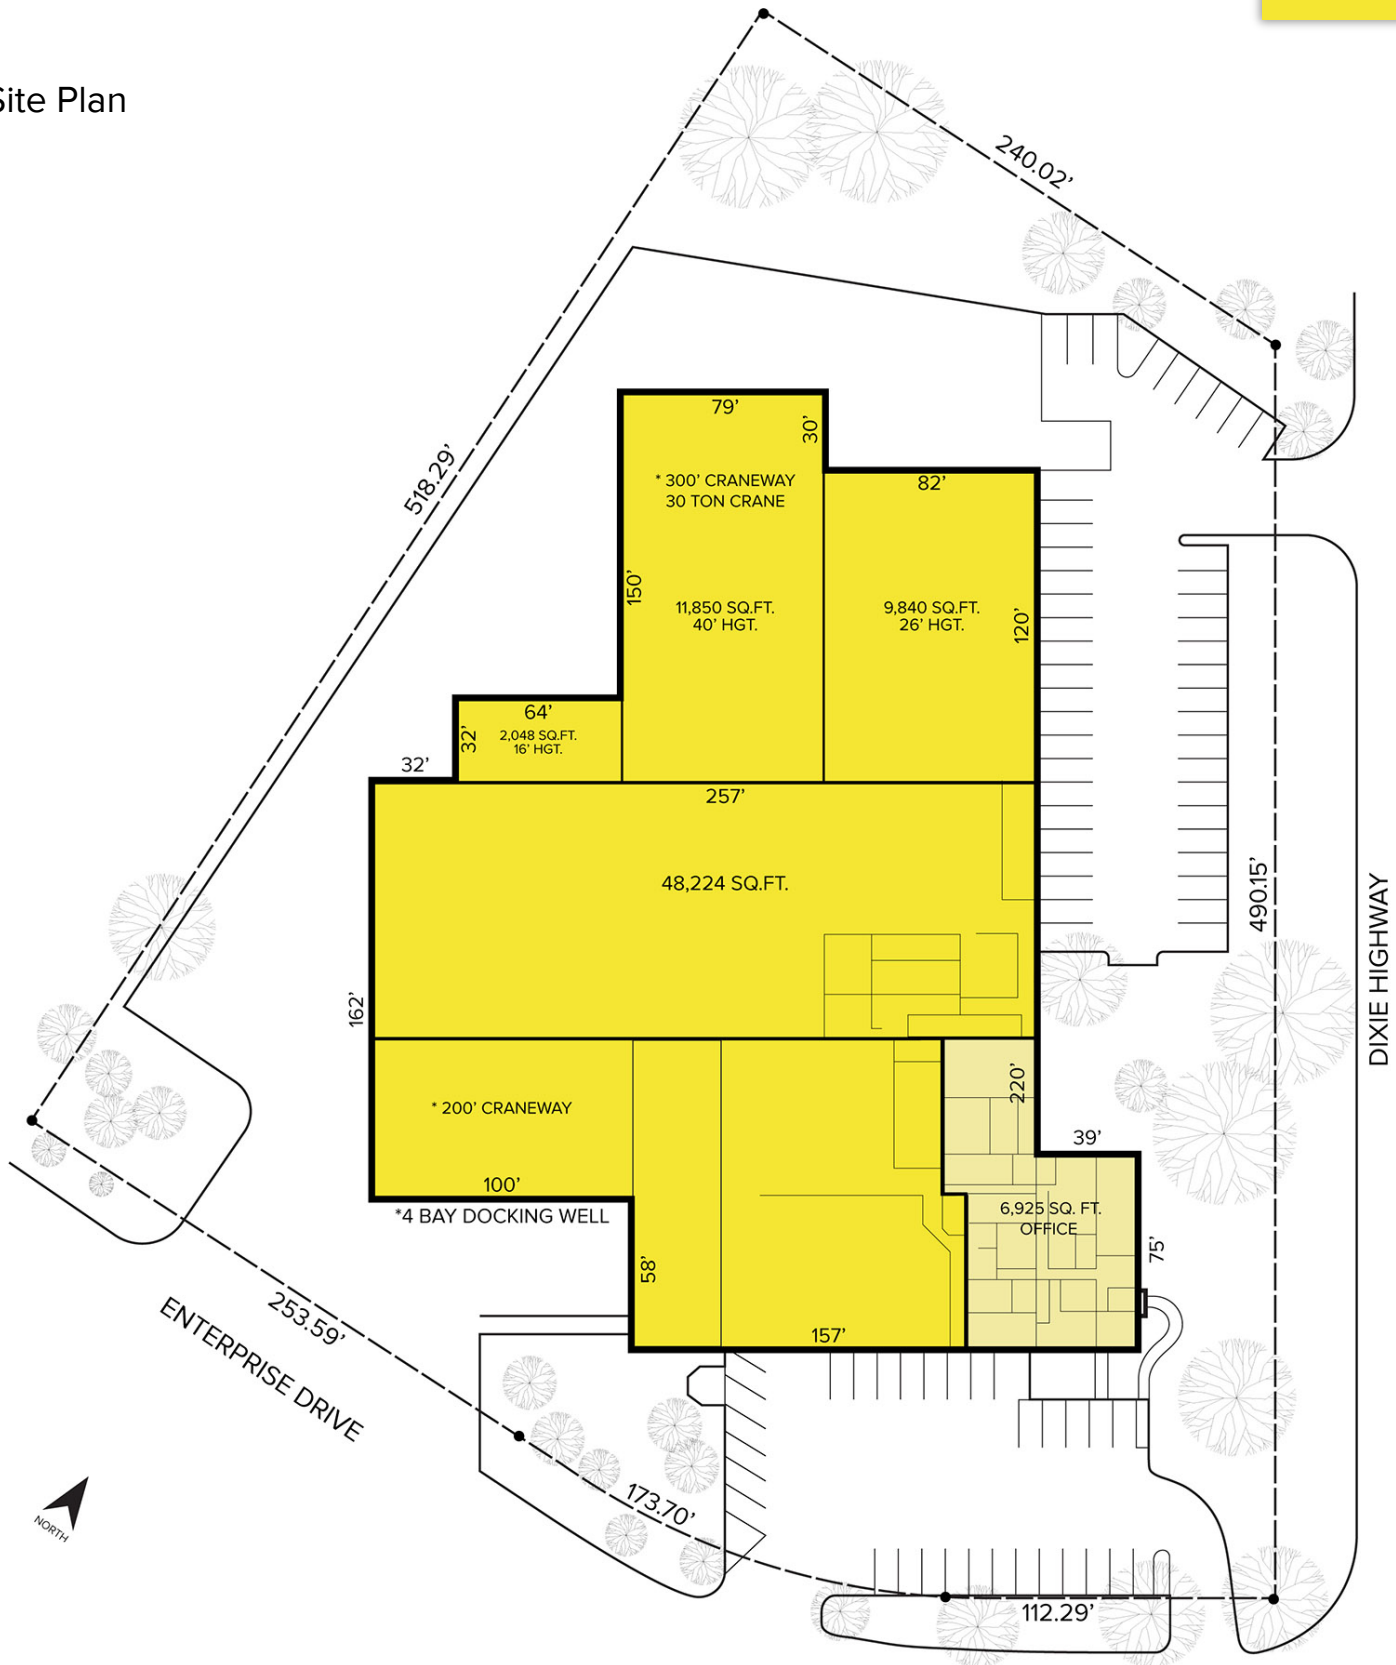 Site Plan
240.02’
518.29’
79’
30’
* 300’ CRANEWAY
30 TON CRANE
82’
150’
11,850 SQ.FT.
40’ HGT.
9,840 SQ.FT.
26’ HGT.
120’
64’
32’
2,048 SQ.FT.
16’ HGT.
32’
257’
48,224 SQ.FT.
490.15’
DIXIE HIGHWAY
162’
220’
* 200’ CRANEWAY
39’
100’
*4 BAY DOCKING WELL
6,925 SQ. FT.
OFFICE
75’
58’
157’
253.59’
ENTERPRISE DRIVE
173.70’
NORTH
112.29’